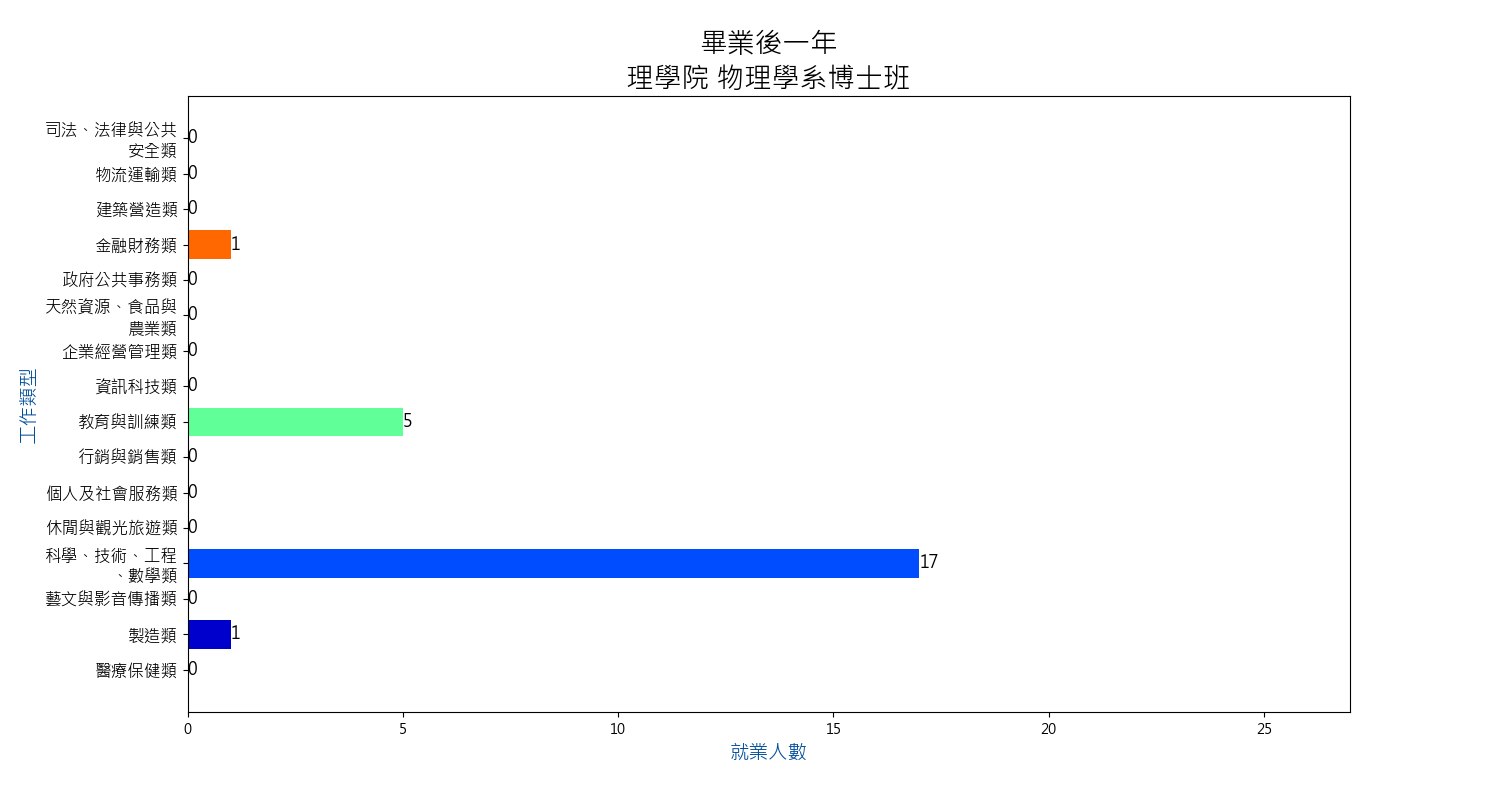 畢業後一年
理學院 物理學系博士班
司法、法律與公共
安全類
0
物流運輸類
0
建築營造類
0
金融財務類
1
政府公共事務類
0
天然資源、食品與
農業類
0
企業經營管理類
0
資訊科技類
0
教育與訓練類
5
行銷與銷售類
0
個人及社會服務類
0
休閒與觀光旅遊類
0
科學、技術、工程
、數學類
17
藝文與影音傳播類
0
製造類
1
醫療保健類
0
工作類型
0 5 10 15 20 25
就業人數